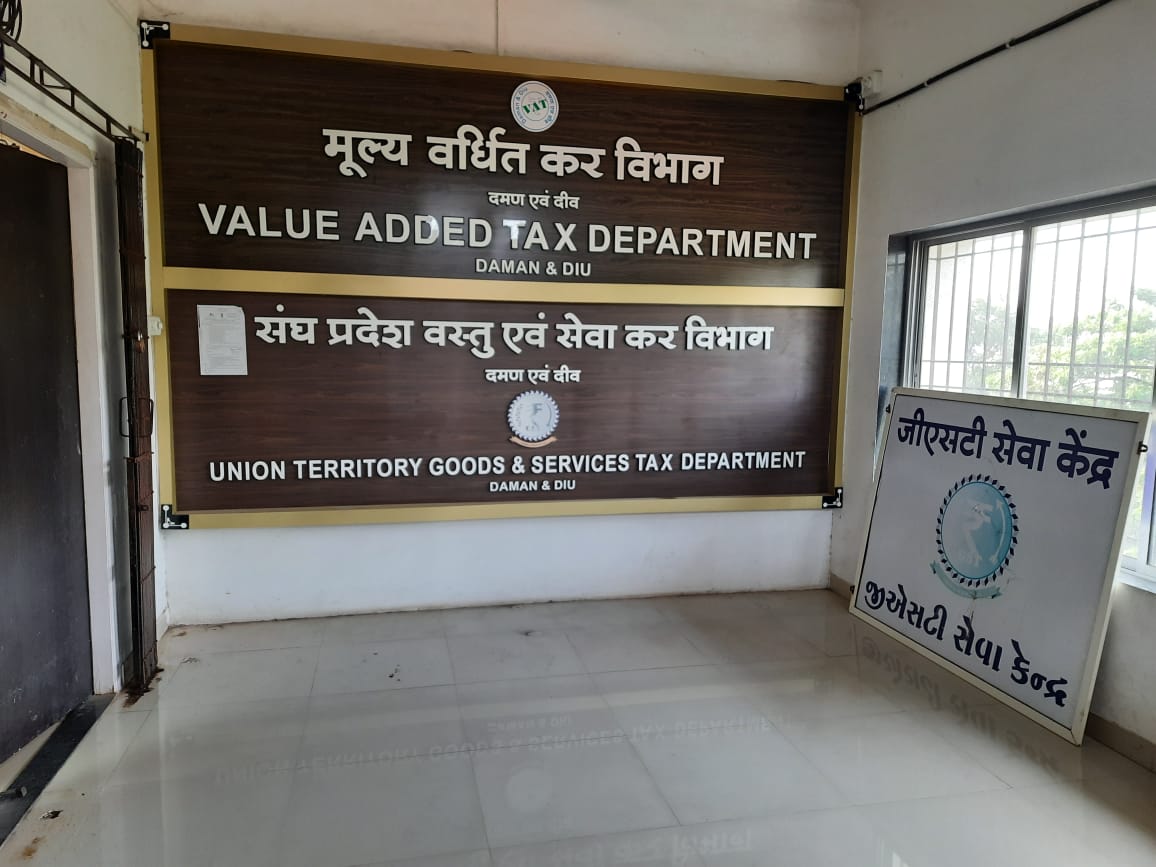 VAT
मूल्य वर्धित कर विभाग
दमण एवं दीव
VALUE ADDED TAX DEPARTMENT
DAMAN & DIU
संघ प्रदेश वस्तु एवं सेवा कर विभाग
दमण एवं दीव
UNION TERRITORY GOODS & SERVICES TAX DEPARTMENT
DAMAN & DIU
जीएसटी सेवा केंद्र
જીએસટી સેવા કેન્દ્ર